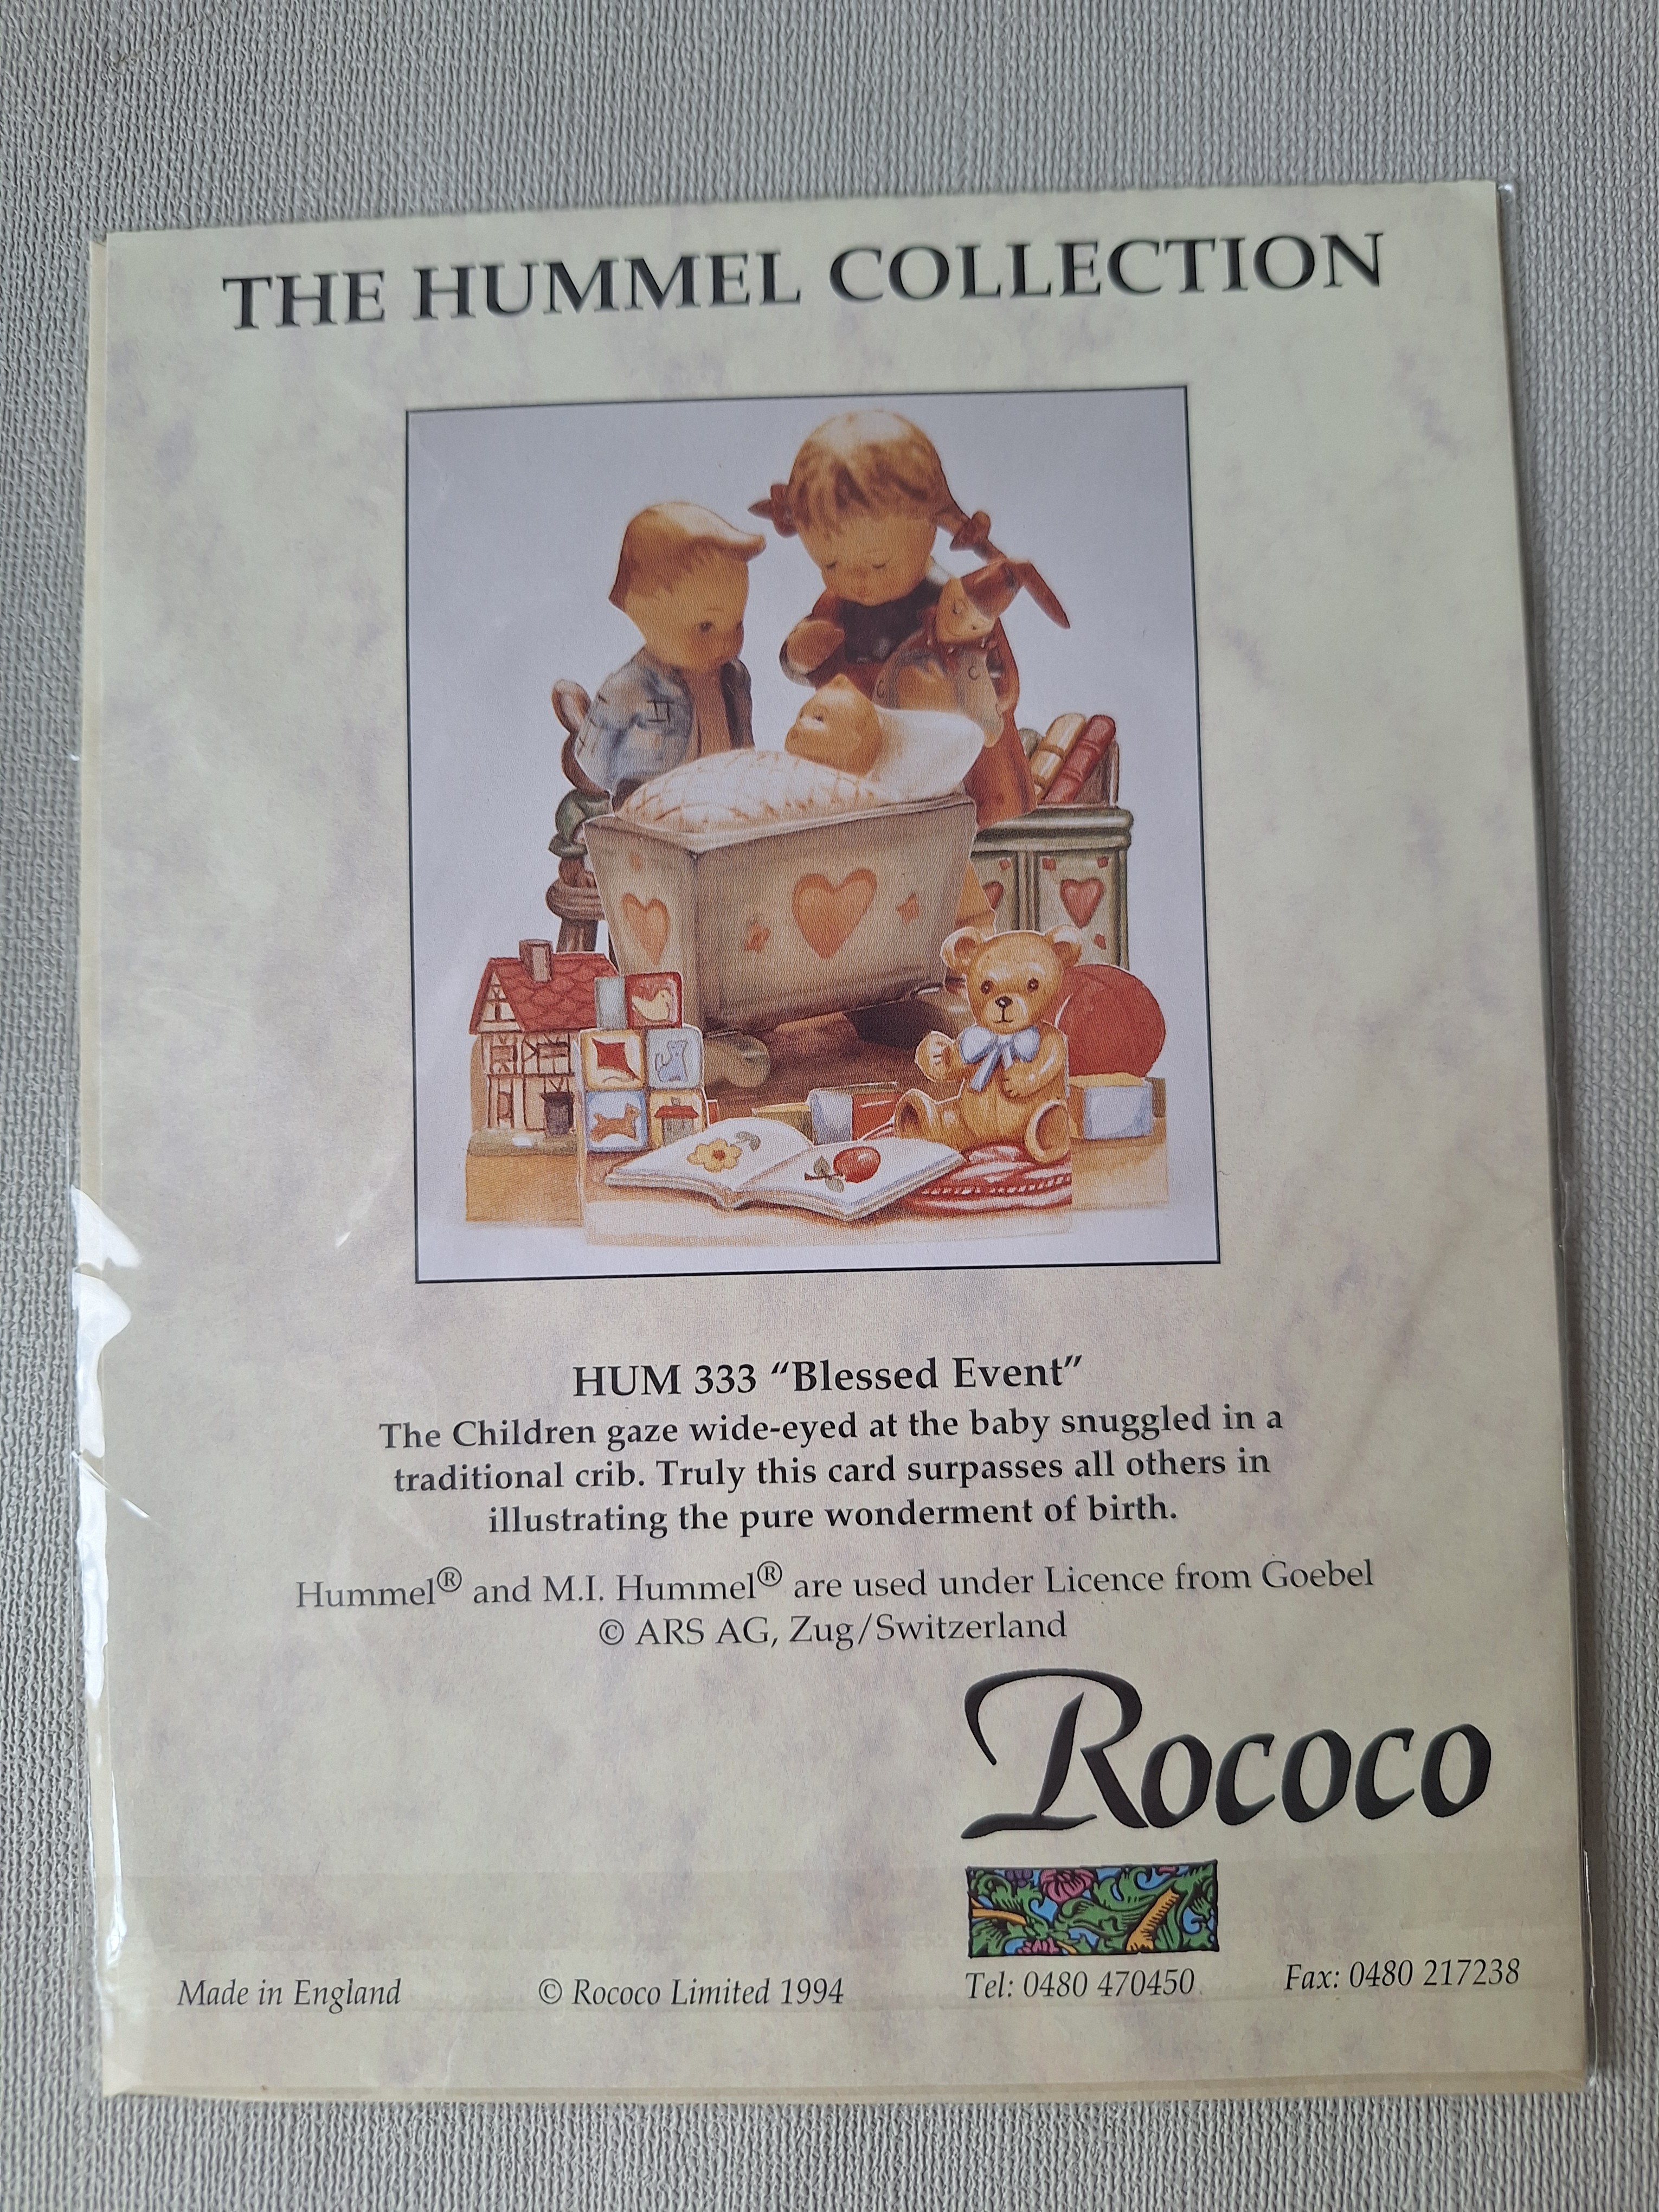 THE HUMMEL COLLECTION
HUM 333 “Blessed Event”
The Children gaze wide-eyed at the baby snuggled in a
traditional crib. Truly this card surpasses all others in
illustrating the pure wonderment of birth.
Hummel® and M.I. Hummel® are used under Licence from Goebel
© ARS AG, Zug/Switzerland
Rococo
Made in England © Rococo Limited 1994 Tel: 0480 470450 Fax: 0480 217238